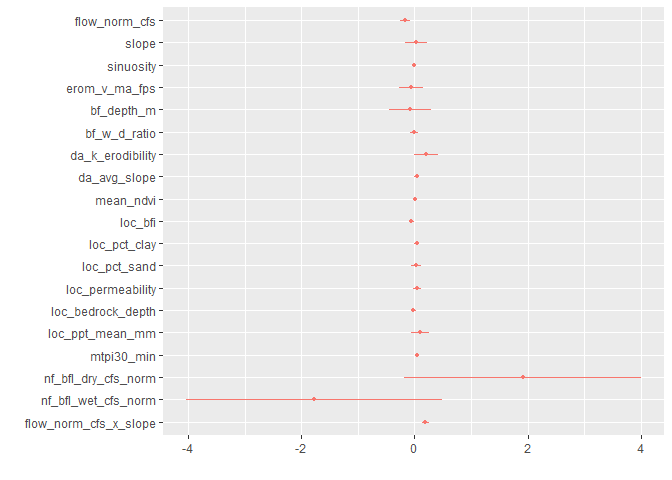 flow_norm_cfs
slope
sinuosity
erom_v_ma_fps
bf_depth_m
bf_w_d_ratio
da_k_erodibility
da_avg_slope
mean_ndvi
loc_bfi
loc_pct_clay
loc_pct_sand
loc_permeability
loc_bedrock_depth
loc_ppt_mean_mm
mtpi30_min
nf_bfl_dry_cfs_norm
nf_bfl_wet_cfs_norm
flow_norm_cfs_x_slope
-4 -2 0 2 4